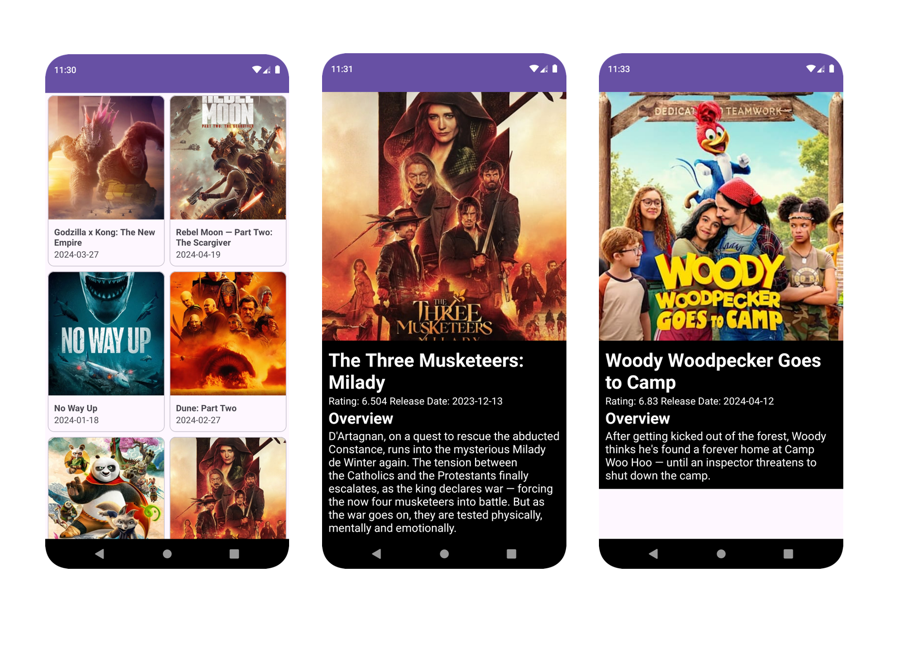 11:30
REBEL
MOON
PART TWO: THE SCARGIVER
Godzilla x Kong: The New
Empire
2024-03-27
Rebel Moon — Part Two:
The Scargiver
2024-04-19
NO WAY UP
No Way Up
2024-01-18
Dune: Part Two
2024-02-27
11:31
THE
THREE
MUSKETEERS
MILADY
The Three Musketeers:
Milady
Rating: 6.504 Release Date: 2023-12-13
Overview
D'Artagnan, on a quest to rescue the abducted
Constance, runs into the mysterious Milady
de Winter again. The tension between
the Catholics and the Protestants finally
escalates, as the king declares war — forcing
the now four musketeers into battle. But as
the war goes on, they are tested physically,
mentally and emotionally.
11:33
TEAMWORK
WOODY
WOODPECKER
GOES TO CAMP
Woody Woodpecker Goes
to Camp
Rating: 6.83 Release Date: 2024-04-12
Overview
After getting kicked out of the forest, Woody
thinks he's found a forever home at Camp
Woo Hoo — until an inspector threatens to
shut down the camp.